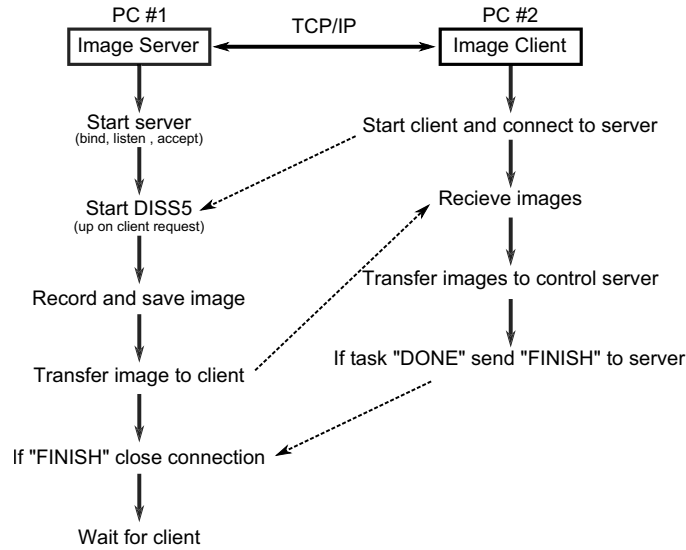 PC #1
PC #2
TCP/IP
Image Server
Image Client
Start server
(bind, listen , accept)
Start client and connect to server
Start DISS5
(up on client request)
Recieve images
Record and save image
Transfer images to control server
Transfer image to client
If task "DONE" send "FINISH" to server
If "FINISH" close connection
Wait for client